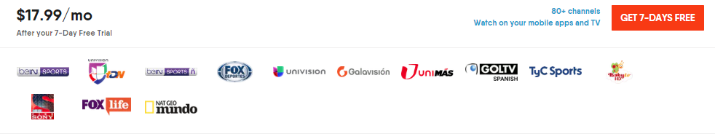 $17.99/mo
After your 7-Day Free Trial
80+ channels
Watch on your mobile apps and TV
GET 7-DAYS FREE
beIN SPORTS
beIN SPORTS ñ
FOX
DEPORTES
UNIVISION
Galavisión
UNIMÁS
GOLTV
SPANISH
TyC Sports
Baby
SONY
FOX life
NAT GEO
mundo